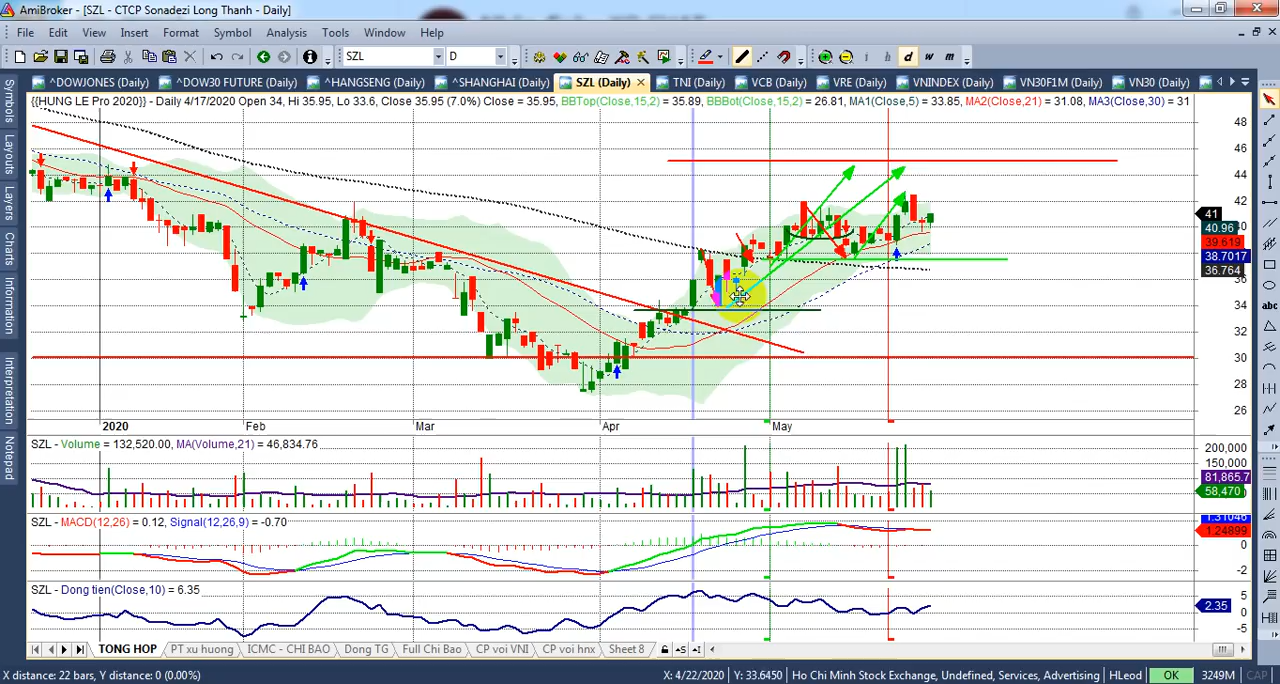 AmiBroker - [SZL - CTCP Sonadezi Long Thanh - Daily]
File Edit View Insert Format Symbol Analysis Tools Window Help
SZL D h d w m
^DOWJONES (Daily) ^DOW30 FUTURE (Daily) ^HANGSENG (Daily) ^SHANGHAI (Daily) SZL (Daily) TNI (Daily) VCB (Daily) VRE (Daily) VNINDEX (Daily) VN30F1M (Daily) VN30 (Daily)
{{HUNG LE Pro 2020}} - Daily 4/17/2020 Open 34, Hi 35.95, Lo 33.6, Close 35.95 (7.0%) Close = 35.95, BBTop(Close,15,2) = 35.89, BBBot(Close,15,2) = 26.81, MA1(Close,5) = 33.85, MA2(Close,21) = 31.08, MA3(Close,30) = 31
Symbols
Layouts
Layers
Charts
Information
Interpretation
Notepad
abc
48
46
44
42
41
40.96
40
39.619
38.7017
36.764
36
34
32
30
28
26
2020 Feb Mar Apr May
SZL - Volume = 132,520.00, MA(Volume,21) = 46,834.76
200,000
150,000
81,865.7
58,470
SZL - MACD(12,26) = 0.12, Signal(12,26,9) = -0.70
1.31046
1.24899
0
-2
SZL - Dong tien(Close,10) = 6.35
5
2.35
0
-5
TONG HOP PT xu huong ICMC - CHI BAO Dong TG Full Chi Bao CP voi VNI CP voi hnx Sheet 8
X distance: 22 bars, Y distance: 0 (0.00%) X: 4/22/2020 Y: 33.6450 Ho Chi Minh Stock Exchange, Undefined, Services, Advertising HLeod OK 3249M CAP